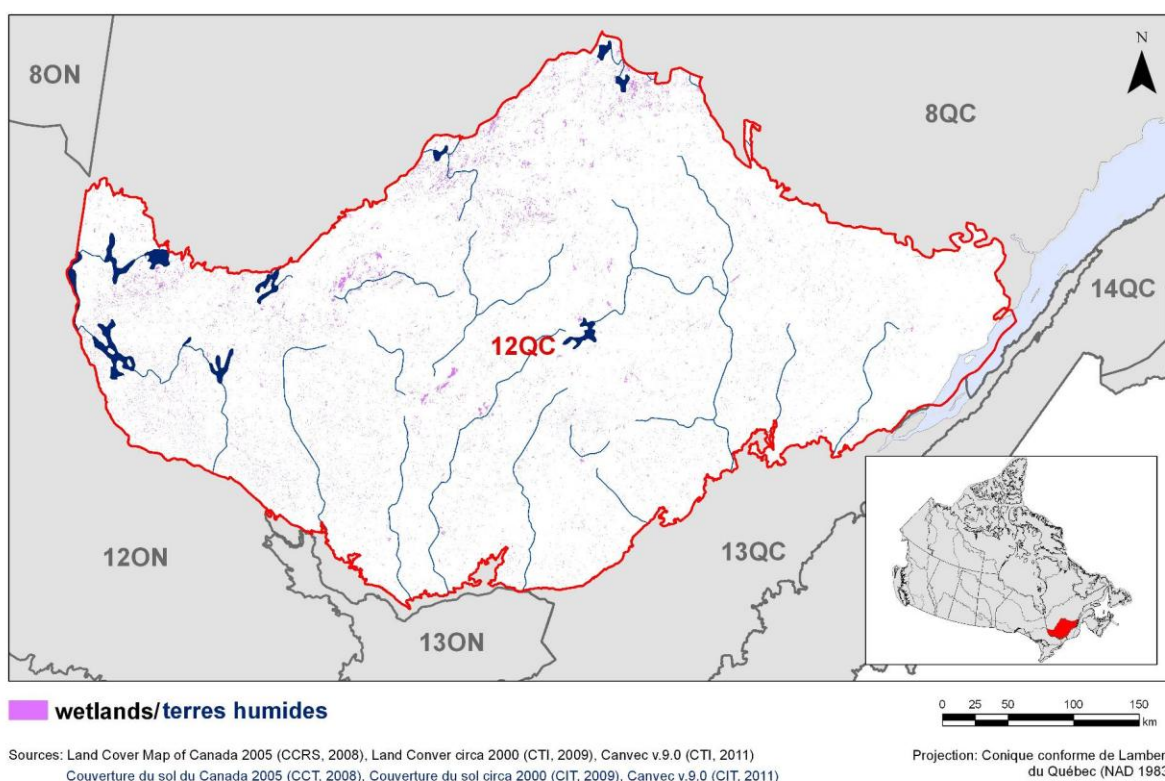 N
8ON
8QC
14QC
12QC
12ON
13QC
13ON
wetlands/terres humides
0 25 50 100 150
km
Sources: Land Cover Map of Canada 2005 (CCRS, 2008), Land Conver circa 2000 (CTI, 2009), Canvec v.9.0 (CTI, 2011)
Couverture du sol du Canada 2005 (CCT, 2008), Couverture du sol circa 2000 (CIT, 2009), Canvec v.9.0 (CIT, 2011)
Projection: Conique conforme de Lamber
du Québec (NAD 1983